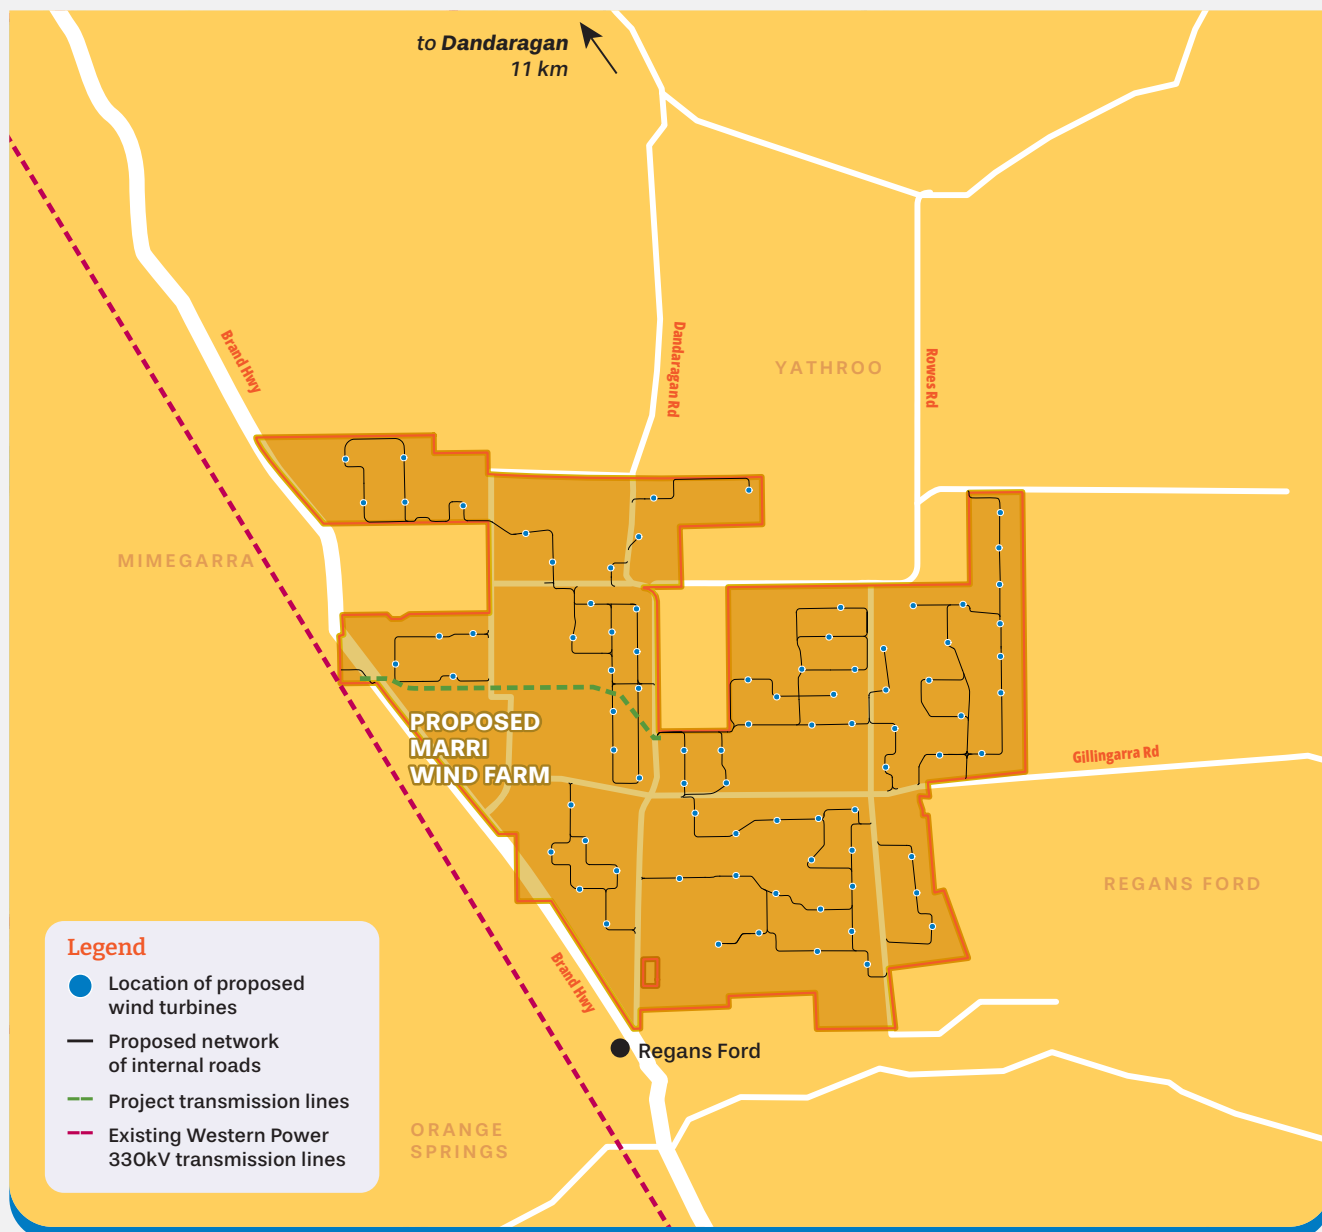 to Dandaragan
11 km
Brand Hwy
Dandaragan Rd
YATHROO
Rowes Rd
MIMEGARRA
PROPOSED
MARRI
WIND FARM
Gillingarra Rd
REGANS FORD
Brand Hwy
Regans Ford
ORANGE
SPRINGS
Legend
Location of proposed
wind turbines
Proposed network
of internal roads
Project transmission lines
Existing Western Power
330kV transmission lines